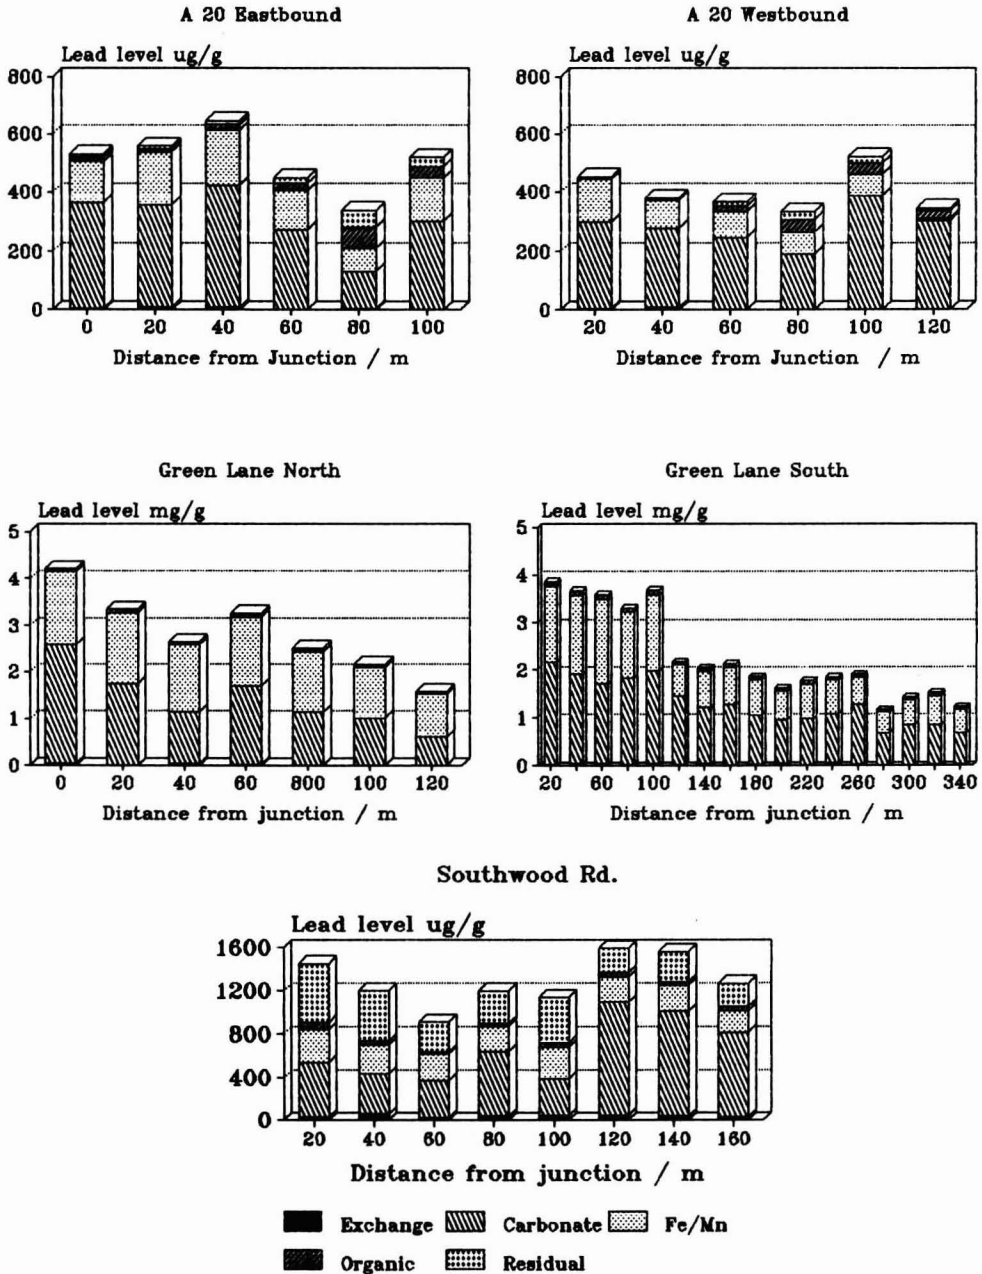 A 20 Eastbound
Lead level ug/g
800
600
400
200
0
0 20 40 60 80 100
Distance from Junction / m
A 20 Westbound
Lead level ug/g
800
600
400
200
0
20 40 60 80 100 120
Distance from Junction / m
Green Lane North
Lead level mg/g
5
4
3
2
1
0
0 20 40 60 800 100 120
Distance from junction / m
Green Lane South
Lead level mg/g
5
4
3
2
1
0
20 60 100 140 180 220 260 300 340
Distance from junction / m
Southwood Rd.
Lead level ug/g
1600
1200
800
400
0
20 40 60 80 100 120 140 160
Distance from junction / m
Exchange Carbonate Fe/Mn
Organic Residual